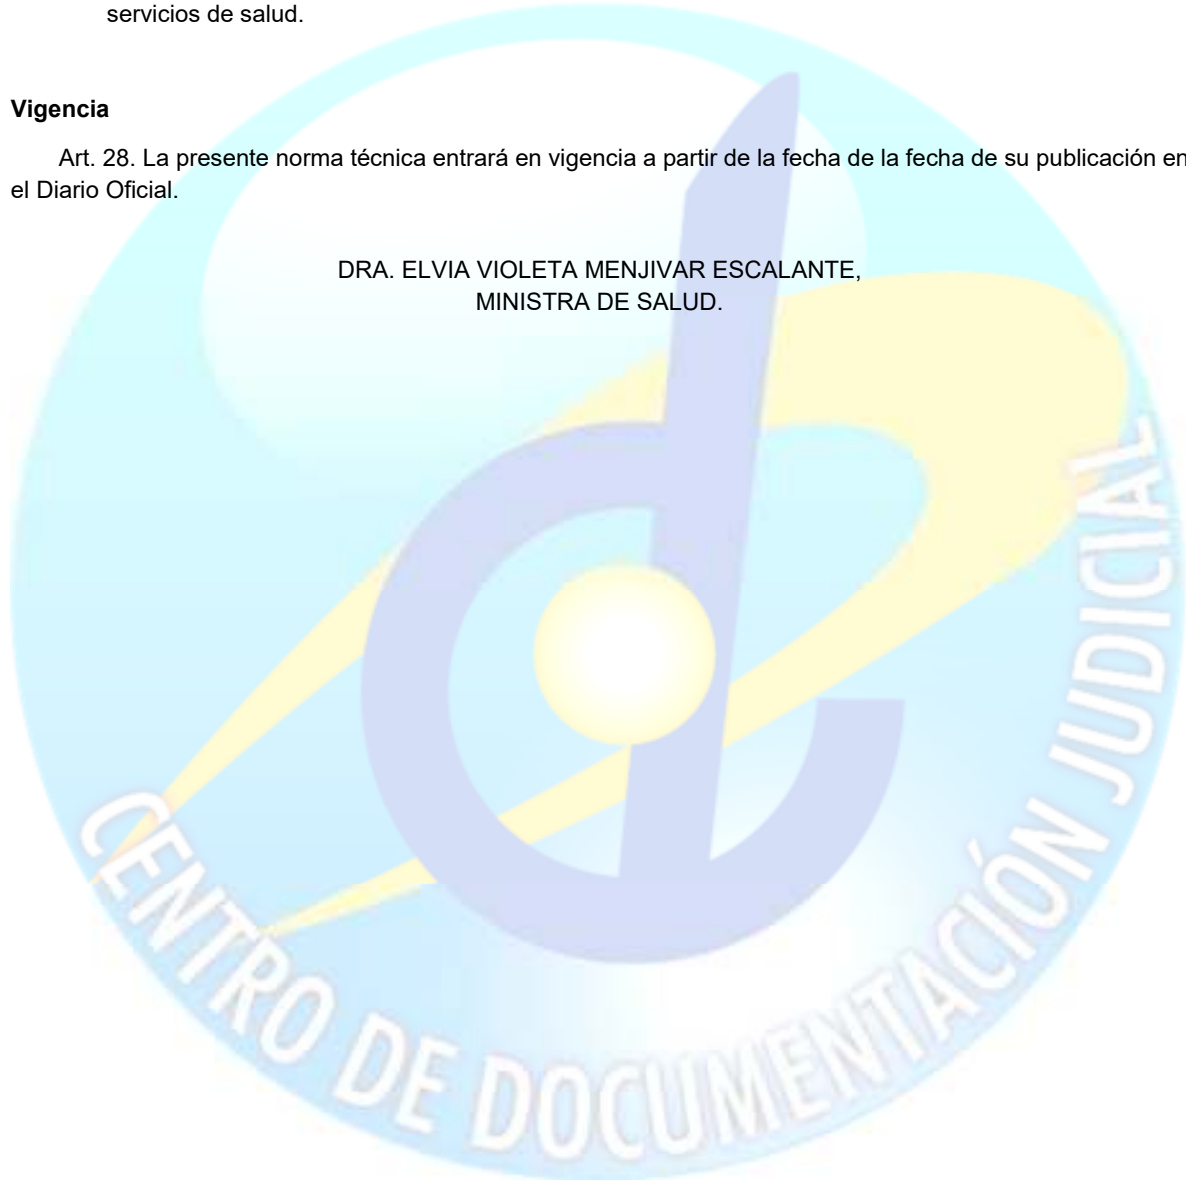 servicios de salud.
Vigencia
Art. 28. La presente norma técnica entrará en vigencia a partir de la fecha de la fecha de su publicación en
el Diario Oficial.
DRA. ELVIA VIOLETA MENJIVAR ESCALANTE,
MINISTRA DE SALUD.
CENTRO DE DOCUMENTACIÓN JUDICIAL